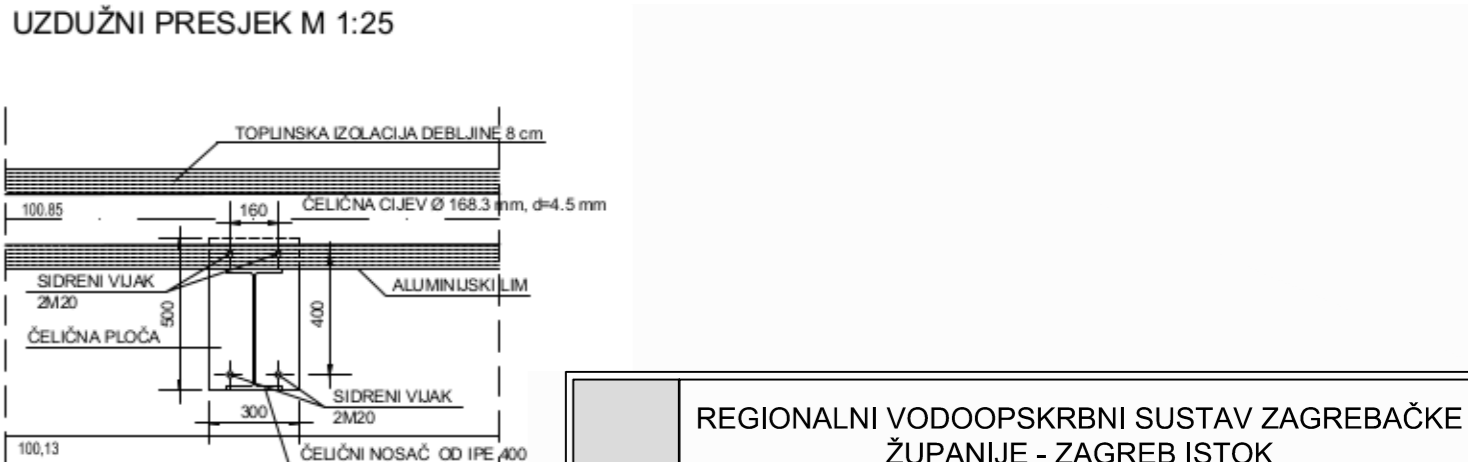 UZDUŽNI PRESJEK M 1:25
TOPLINSKA IZOLACIJA DEBLJINE 8 cm
100.85
160
ČELIČNA CIJEV Ø 168.3 mm, d=4.5 mm
SIDRENI VIJAK
2M20
ALUMINIJSKI LIM
500
400
ČELIČNA PLOČA
SIDRENI VIJAK
2M20
300
100,13
ČELIČNI NOSAČ OD IPE 400
REGIONALNI VODOOPSKRBNI SUSTAV ZAGREBAČKE
ŽUPANIJE - ZAGREB ISTOK